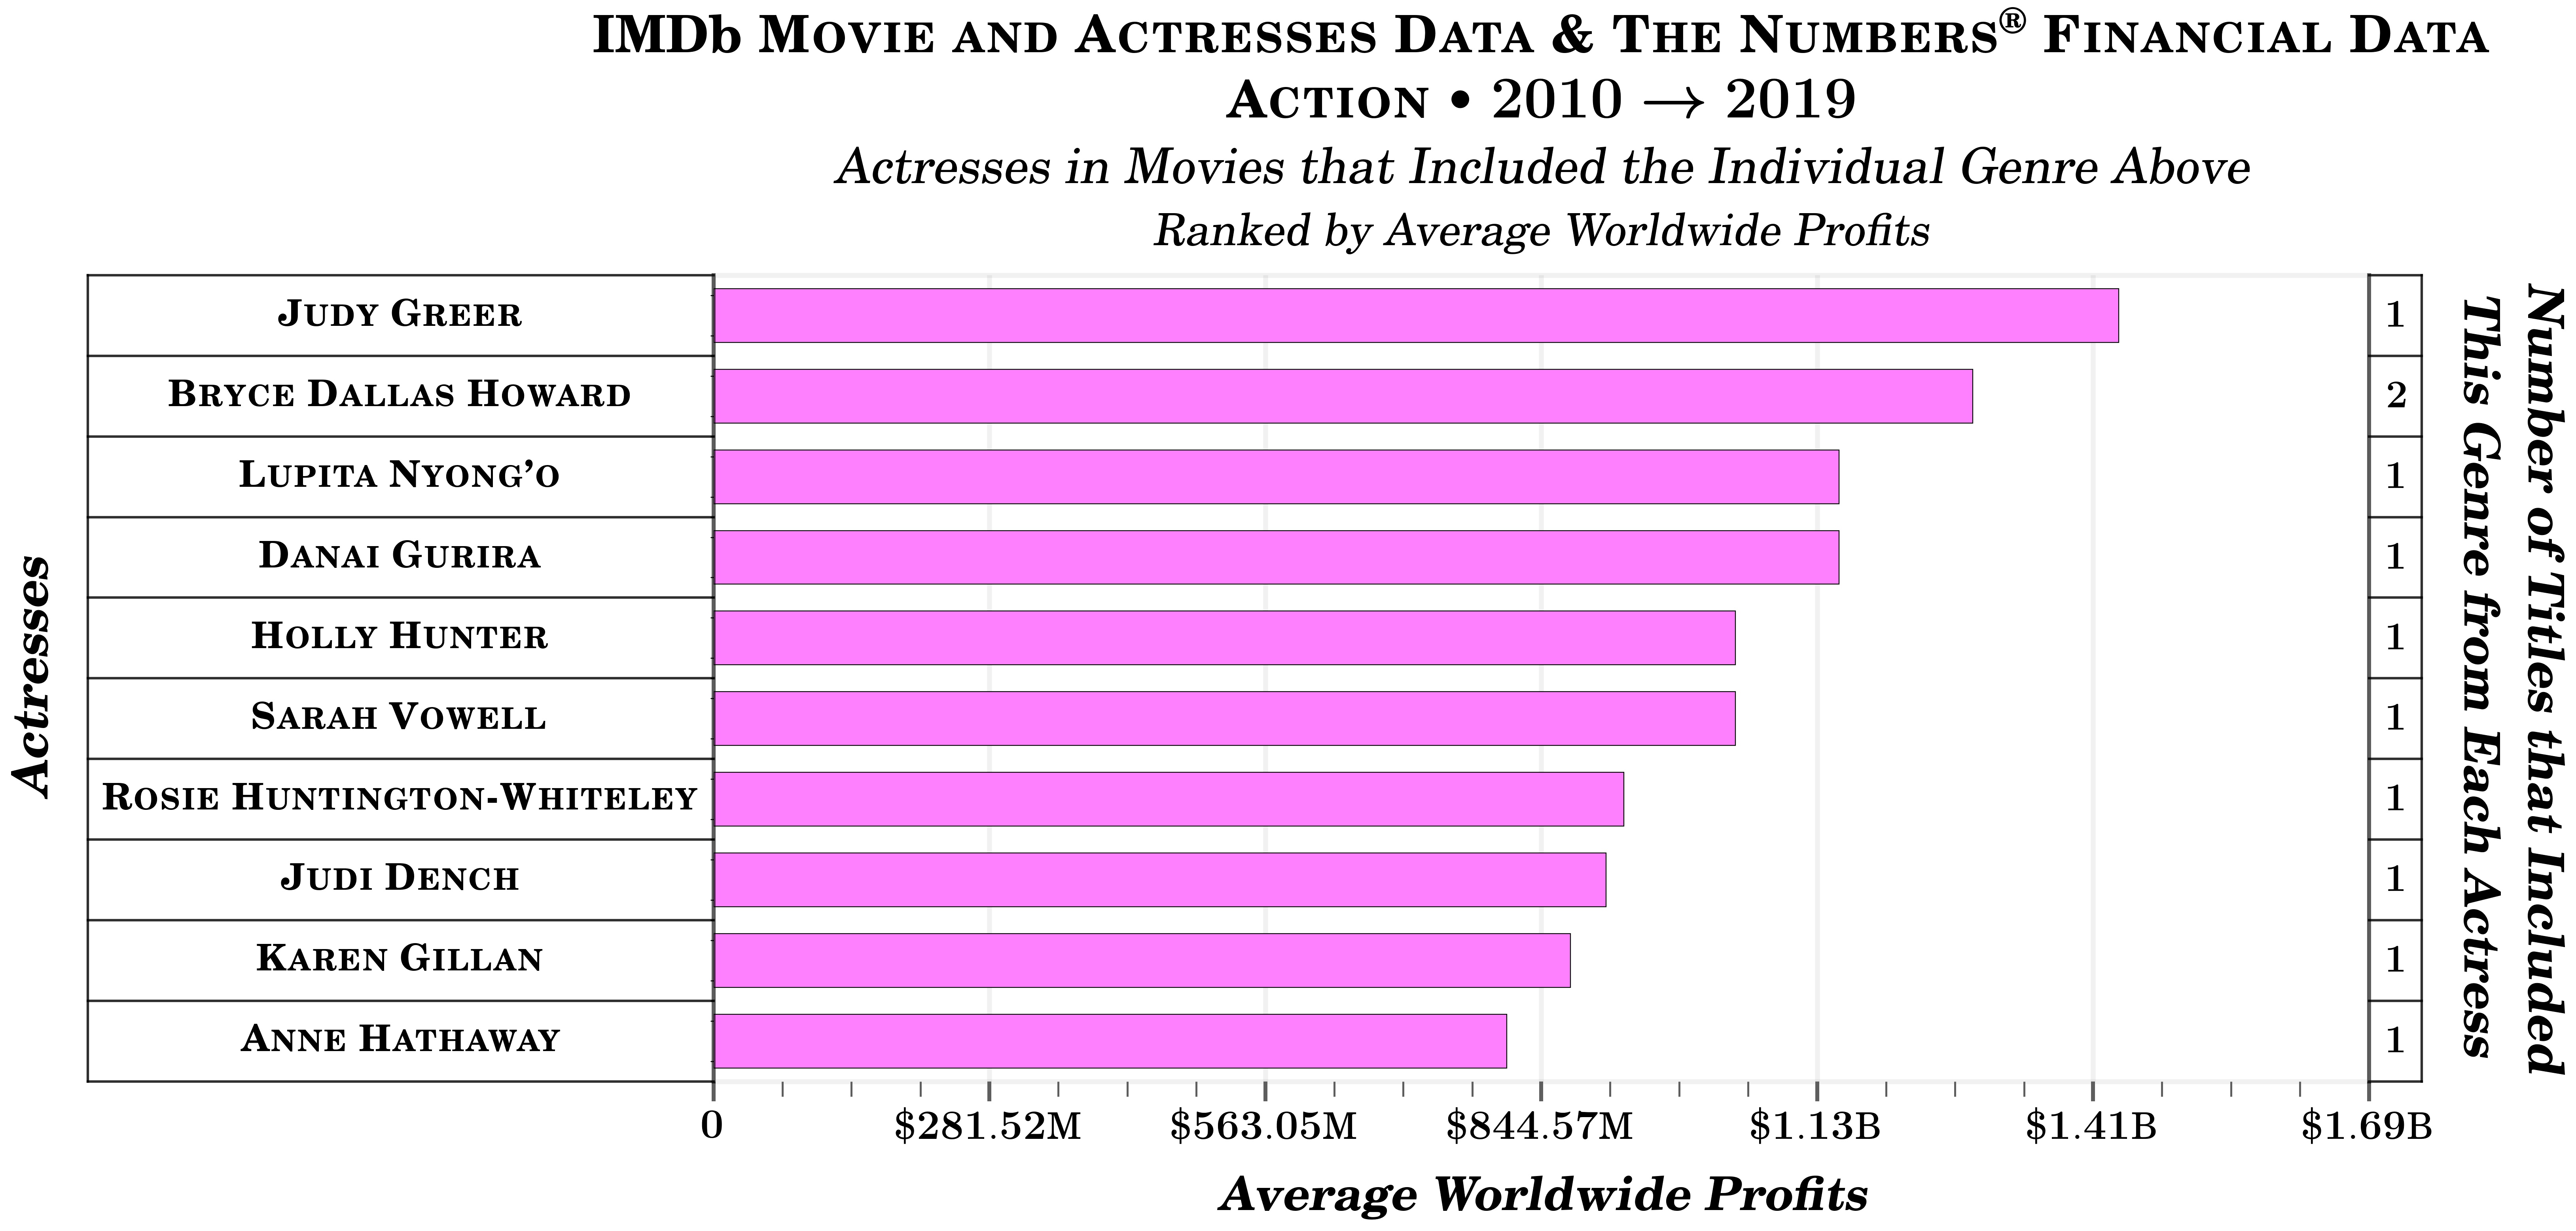 IMDb Movie and Actresses Data & The Numbers® Financial Data
Action • 2010 → 2019
Actresses in Movies that Included the Individual Genre Above
Ranked by Average Worldwide Profits
Actresses
Judy Greer 1
Bryce Dallas Howard 2
Lupita Nyong’o 1
Danai Gurira 1
Holly Hunter 1
Sarah Vowell 1
Rosie Huntington-Whiteley 1
Judi Dench 1
Karen Gillan 1
Anne Hathaway 1
Number of Titles that Included
This Genre from Each Actress
0 $281.52M $563.05M $844.57M $1.13B $1.41B $1.69B
Average Worldwide Profits